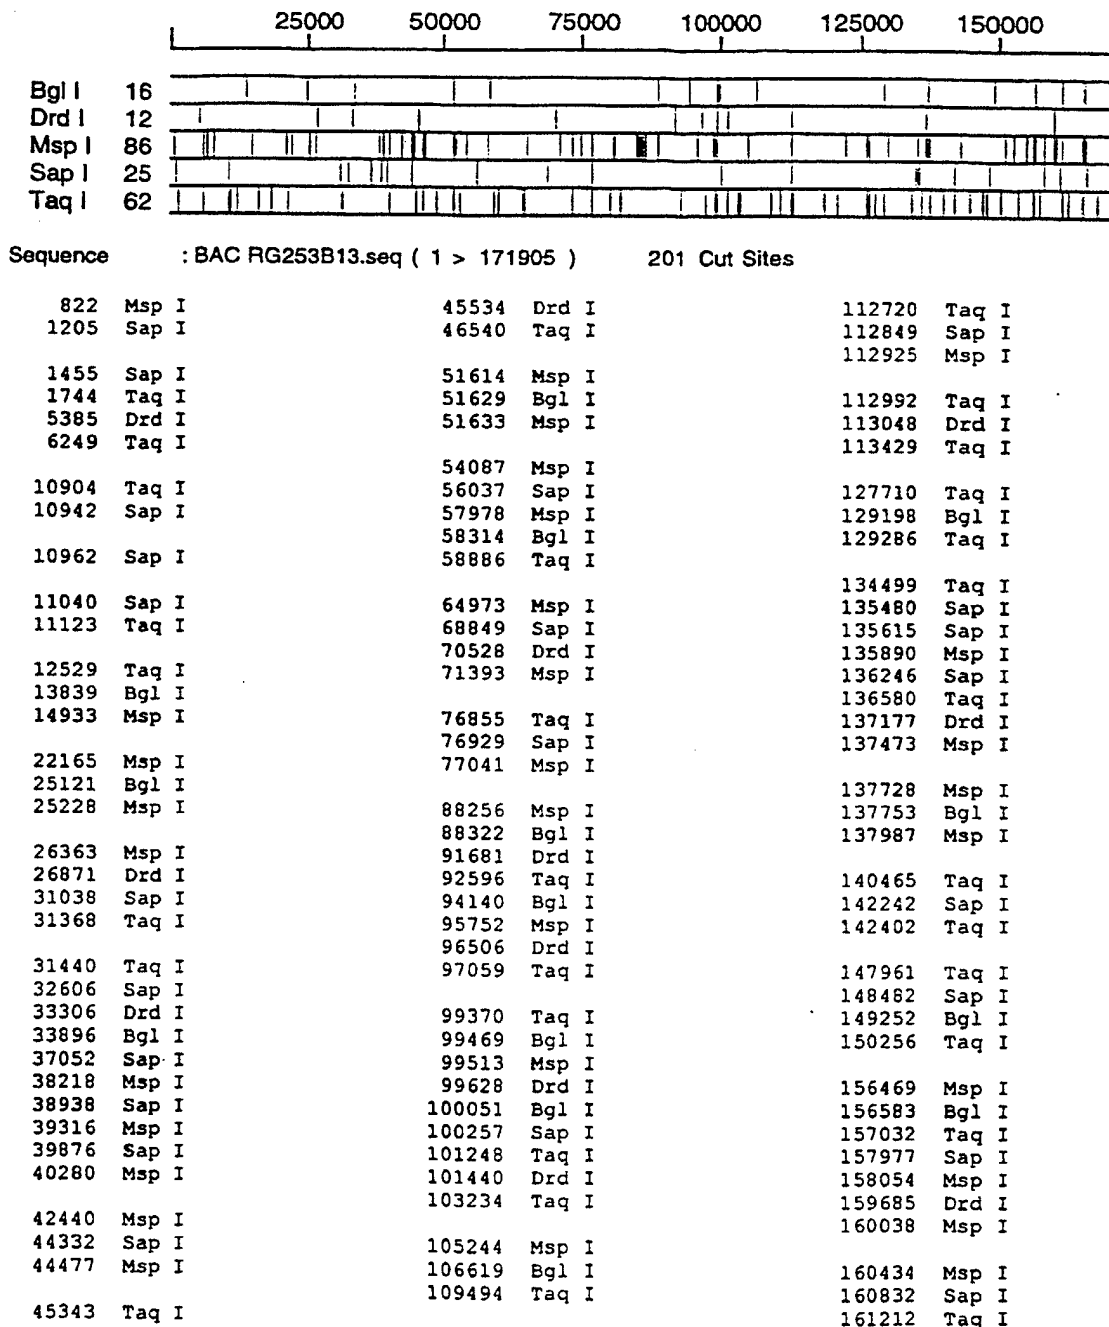 25000 50000 75000 100000 125000 150000
Bgl I 16
Drd I 12
Msp I 86
Sap I 25
Taq I 62
Sequence : BAC RG253B13.seq ( 1 > 171905 ) 201 Cut Sites
822 Msp I
1205 Sap I
1455 Sap I
1744 Taq I
5385 Drd I
6249 Taq I
10904 Taq I
10942 Sap I
10962 Sap I
11040 Sap I
11123 Taq I
12529 Taq I
13839 Bgl I
14933 Msp I
22165 Msp I
25121 Bgl I
25228 Msp I
26363 Msp I
26871 Drd I
31038 Sap I
31368 Taq I
31440 Taq I
32606 Sap I
33306 Drd I
33896 Bgl I
37052 Sap I
38218 Msp I
38938 Sap I
39316 Msp I
39876 Sap I
40280 Msp I
42440 Msp I
44332 Sap I
44477 Msp I
45343 Taq I
45534 Drd I
46540 Taq I
51614 Msp I
51629 Bgl I
51633 Msp I
54087 Msp I
56037 Sap I
57978 Msp I
58314 Bgl I
58886 Taq I
64973 Msp I
68849 Sap I
70528 Drd I
71393 Msp I
76855 Taq I
76929 Sap I
77041 Msp I
88256 Msp I
88322 Bgl I
91681 Drd I
92596 Taq I
94140 Bgl I
95752 Msp I
96506 Drd I
97059 Taq I
99370 Taq I
99469 Bgl I
99513 Msp I
99628 Drd I
100051 Bgl I
100257 Sap I
101248 Taq I
101440 Drd I
103234 Taq I
105244 Msp I
106619 Bgl I
109494 Taq I
112720 Taq I
112849 Sap I
112925 Msp I
112992 Taq I
113048 Drd I
113429 Taq I
127710 Taq I
129198 Bgl I
129286 Taq I
134499 Taq I
135480 Sap I
135615 Sap I
135890 Msp I
136246 Sap I
136580 Taq I
137177 Drd I
137473 Msp I
137728 Msp I
137753 Bgl I
137987 Msp I
140465 Taq I
142242 Sap I
142402 Taq I
147961 Taq I
148482 Sap I
149252 Bgl I
150256 Taq I
156469 Msp I
156583 Bgl I
157032 Taq I
157977 Sap I
158054 Msp I
159685 Drd I
160038 Msp I
160434 Msp I
160832 Sap I
161212 Taq I